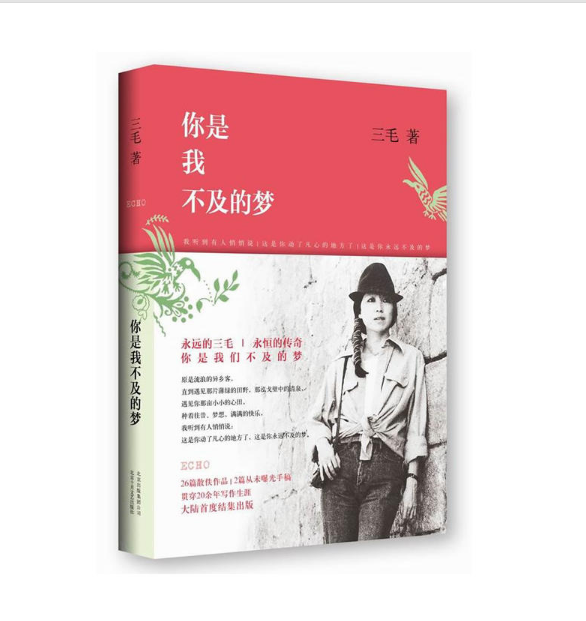 三毛 著
ECHO
你是我不及的梦
你是
我
不及的梦
三毛 著
我听到有人悄悄说|这是你动了凡心的地方了|这是你永远不及的梦
永远的三毛 | 永恒的传奇
你是我们不及的梦
原是流浪的异乡客,
直到遇见那片薄绿的田野、那沧戈壁中的清泉,
遇见你那亩小小的心田,
种着佳音、梦想、满满的快乐。
我听到有人悄悄说:
这是你动了凡心的地方了、这是你永远不及的梦。
ECHO
26篇散佚作品|2篇从未曝光手稿
贯穿20余年写作生涯
大陆首度结集出版